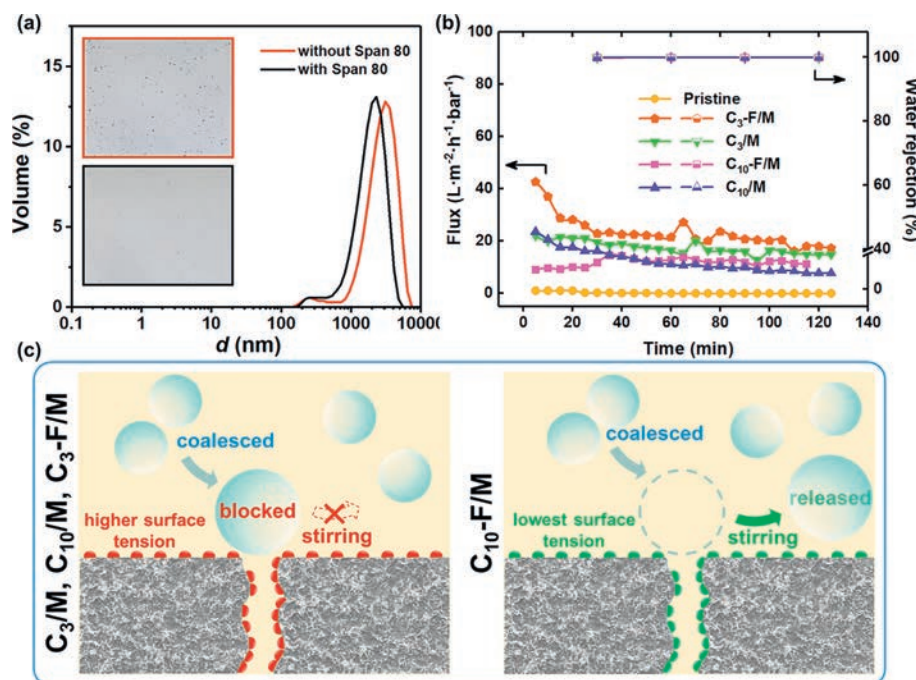 (a)
Volume (%)
15
10
5
0
without Span 80
with Span 80
0.1 1 10 100 1000 10000
d (nm)
(b)
Flux (L·m-2·h-1·bar-1)
100
80
60
40
20
0
Pristine
C3-F/M
C3/M
C10-F/M
C10/M
0 20 40 60 80 100 120 140
Time (min)
100
80
60
40
0
Water rejection (%)
(c)
C3/M, C10/M, C3-F/M
coalesced
blocked
higher surface
tension
stirring
C10-F/M
coalesced
released
lowest surface
tension
stirring